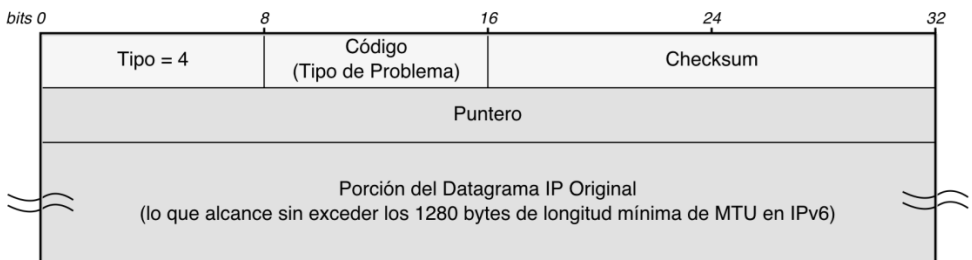 bits 0 8 16 24 32
Tipo = 4
Código
(Tipo de Problema)
Checksum
Puntero
Porción del Datagrama IP Original
(lo que alcance sin exceder los 1280 bytes de longitud mínima de MTU en IPv6)